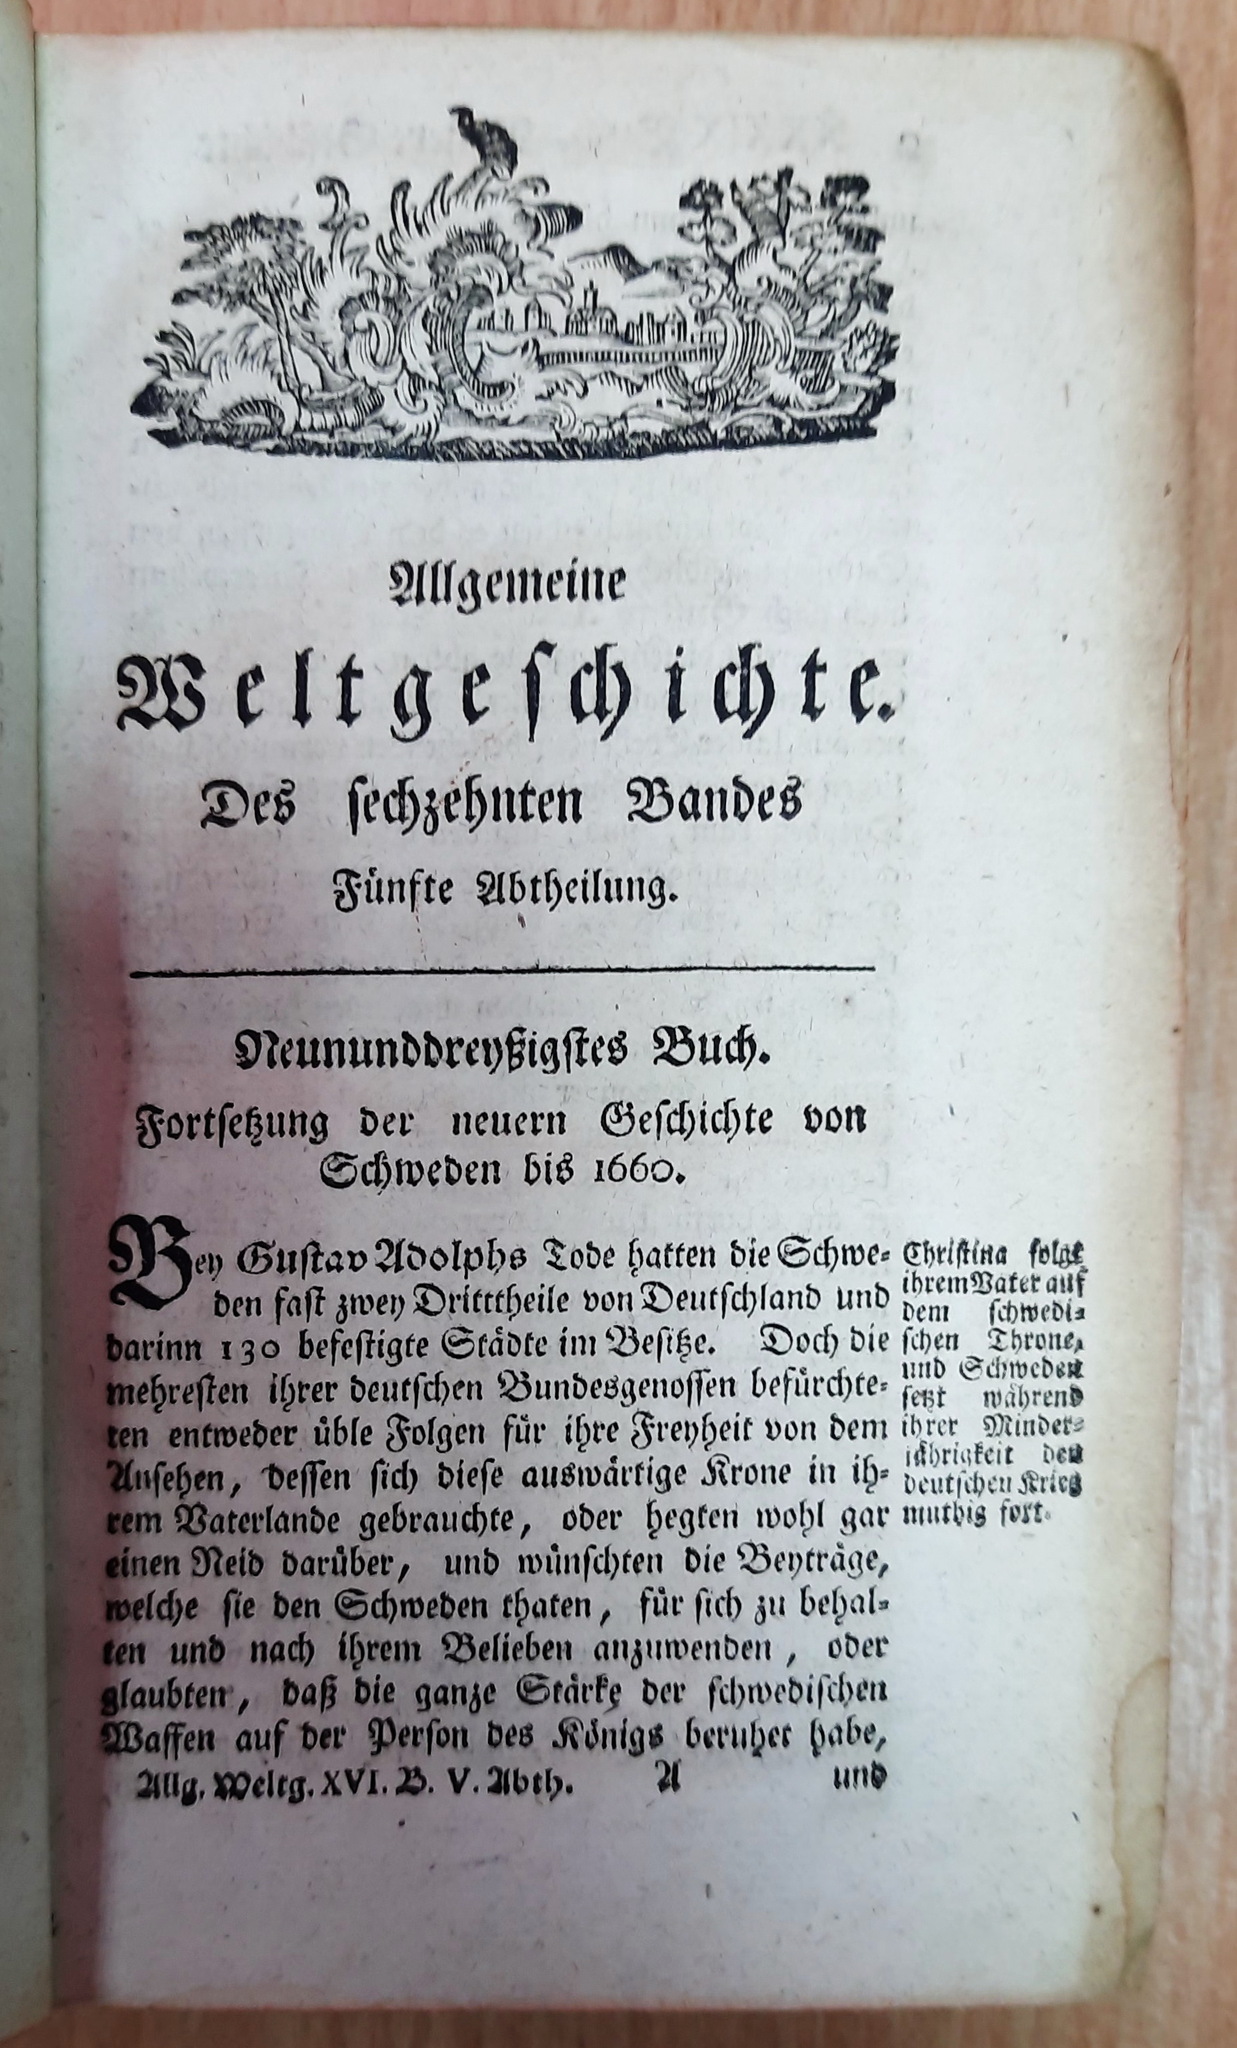 Allgemeine
Weltgeschichte.
Des sechzehnten Bandes
Fünfte Abtheilung.
Neununddreyßigstes Buch.
Fortsetzung der neuern Geschichte von
Schweden bis 1660.
Bey Gustav Adolphs Tode hatten die Schwe-
den fast zwey Dritttheile von Deutschland und
darinn 130 befestigte Städte im Besitze. Doch die
mehresten ihrer deutschen Bundesgenossen befürchte-
ten entweder üble Folgen für ihre Freyheit von dem
Ansehen, dessen sich diese auswärtige Krone in ih-
rem Vaterlande gebrauchte, oder hegten wohl gar
einen Neid darüber, und wünschten die Beyträge,
welche sie den Schweden thaten, für sich zu behal-
ten und nach ihrem Belieben anzuwenden, oder
glaubten, daß die ganze Stärke der schwedischen
Waffen auf der Person des Königs beruhet habe,
Christina folgt
ihrem Vater auf
dem schwedi-
schen Throne,
und Schweden
setzt während
ihrer Minder-
jährigkeit den
deutschen Krieg
muthig fort.
Allg. Weltg. XVI. B. V. Abth. A und